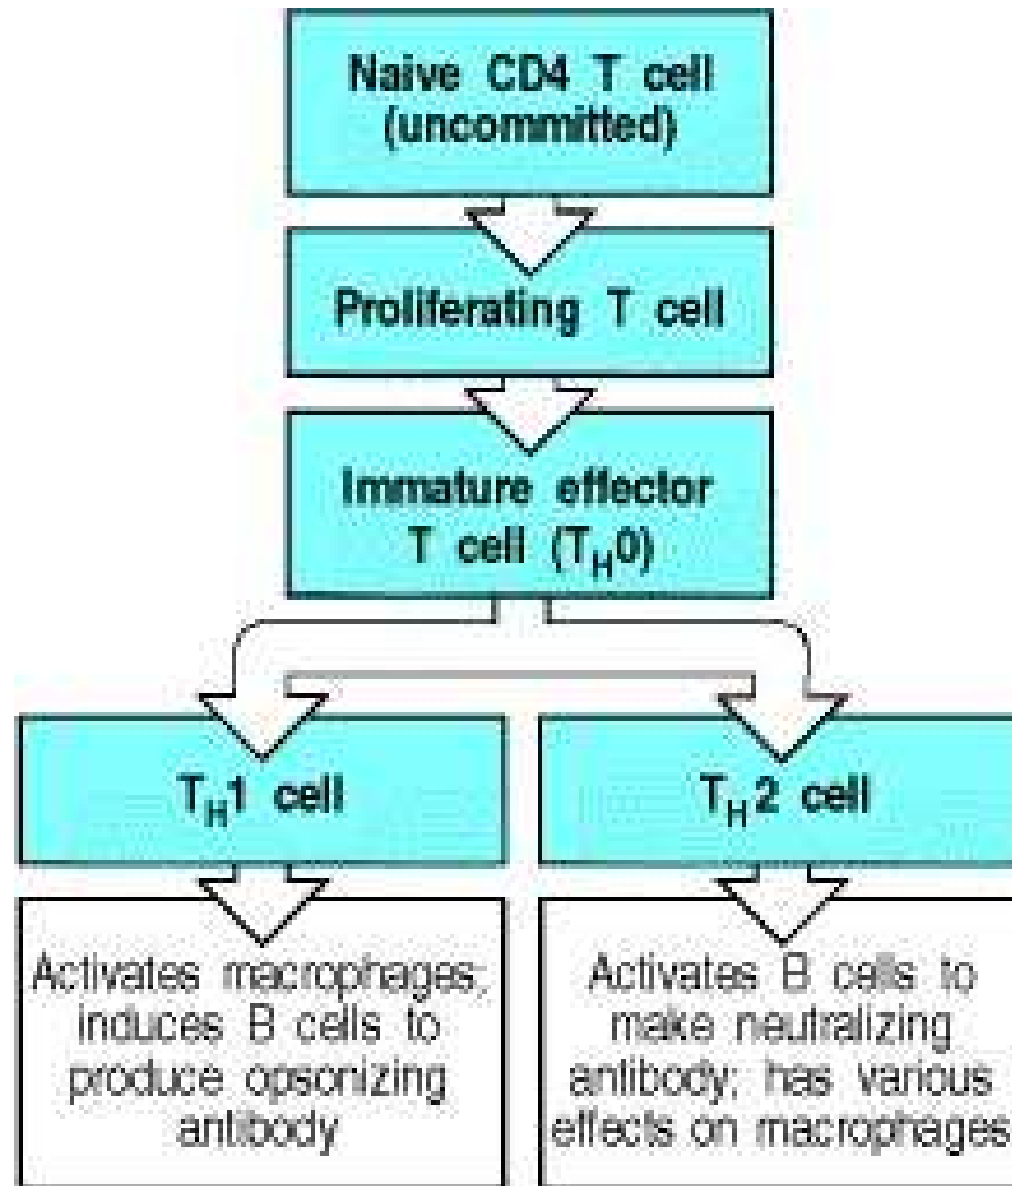 Naive CD4 T cell
(uncommitted)
Proliferating T cell
Immature effector
T cell (TH0)
TH1 cell
TH2 cell
Activates macrophages;
induces B cells to
produce opsonizing
antibody
Activates B cells to
make neutralizing
antibody; has various
effects on macrophages